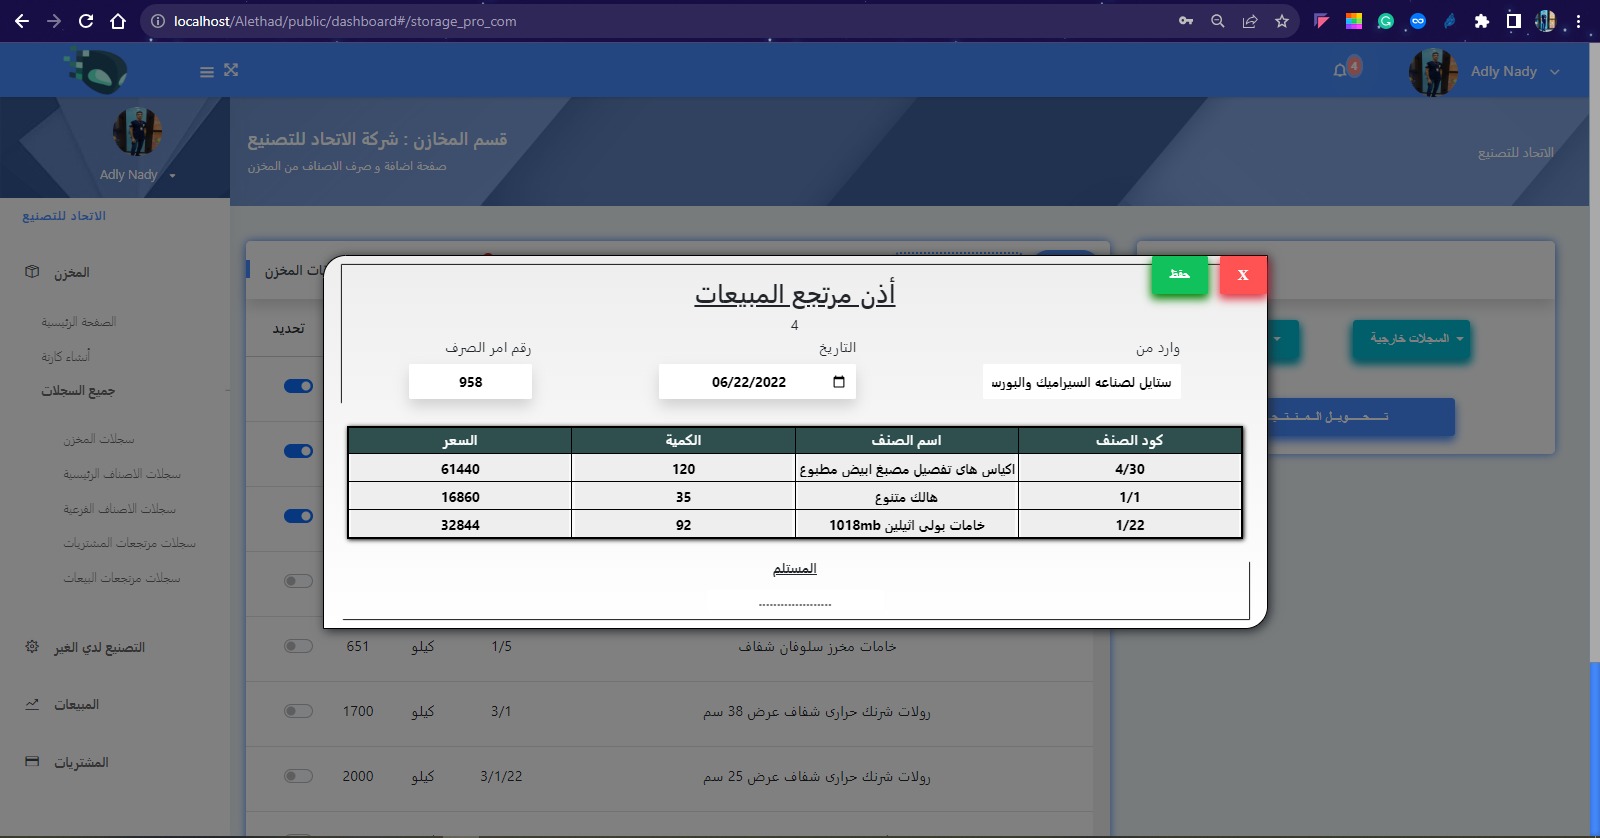 localhost/Alethad/public/dashboard#/storage_pro_com
4
Adly Nady
Adly Nady
قسم المخازن : شركة الاتحاد للتصنيع
صفحة اضافة و صرف الاصناف من المخزن
الاتحاد للتصنيع
الاتحاد للتصنيع
المخزن
الصفحة الرئيسية
أنشاء كارتة
جميع السجلات
سجلات المخزن
سجلات الاصناف الرئيسية
سجلات الاصناف الفرعية
سجلات مرتجعات المشتريات
سجلات مرتجعات البيعات
التصنيع لدي الغير
المبيعات
المشتريات
ات المخزن
تحديد
السجلات خارجية
تـــحـــويــل الـمــنــتــجـ
X
حفظ
أذن مرتجع المبيعات
4
وارد من
التاريخ
رقم امر الصرف
ستايل لصناعه السيراميك والبورس
06/22/2022
958
كود الصنف
اسم الصنف
الكمية
السعر
4/30 اكياس هاى تفصيل مصبغ ابيض مطبوع 120 61440
1/1 هالك متنوع 35 16860
1/22 خامات بولى اثيلين 1018mb 92 32844
المستلم
....................
خامات مخرز سلوفان شفاف 1/5 كيلو 651
رولات شرنك حرارى شفاف عرض 38 سم 3/1 كيلو 1700
رولات شرنك حرارى شفاف عرض 25 سم 3/1/22 كيلو 2000